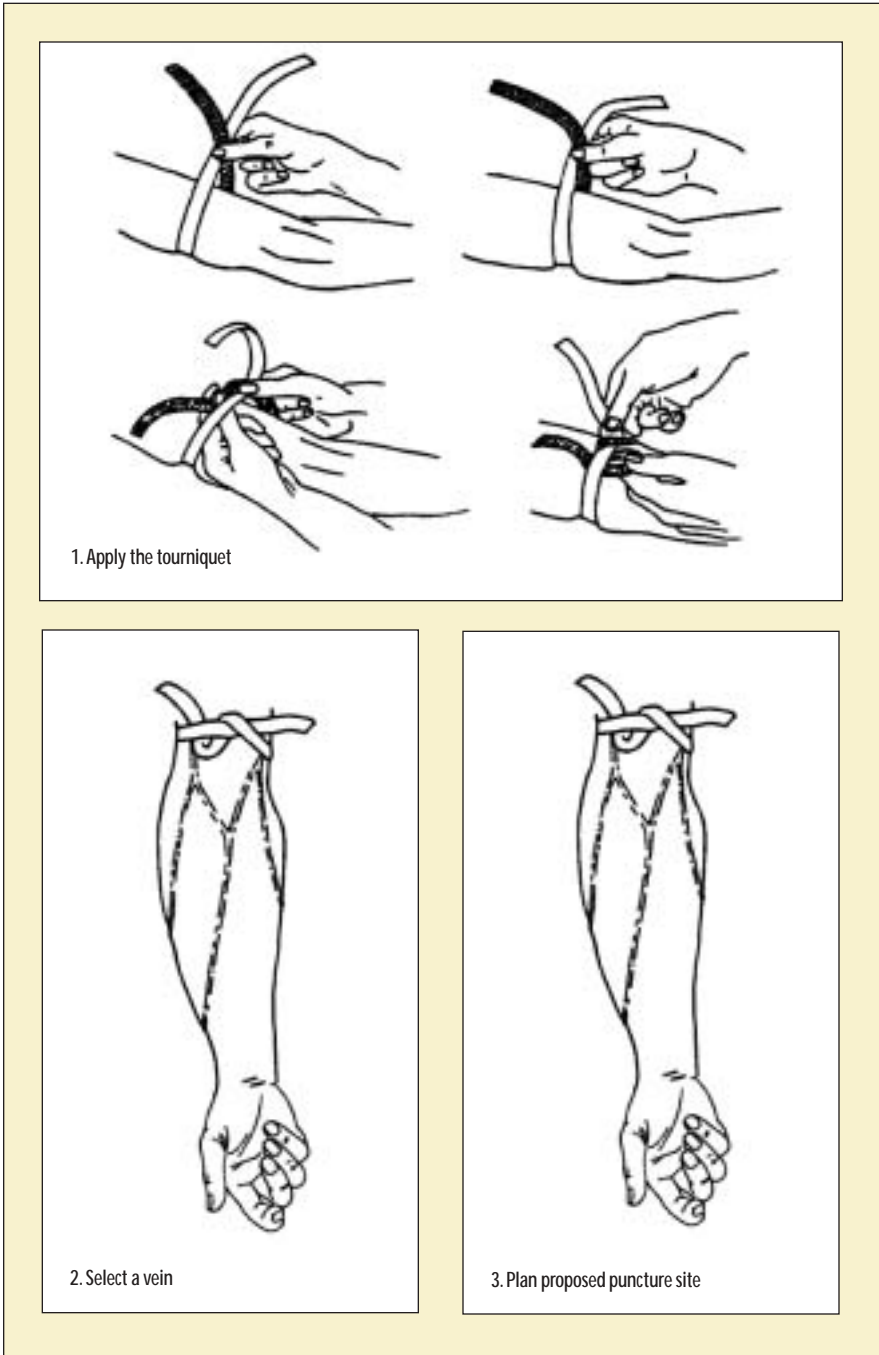 1. Apply the tourniquet
2. Select a vein
3. Plan proposed puncture site